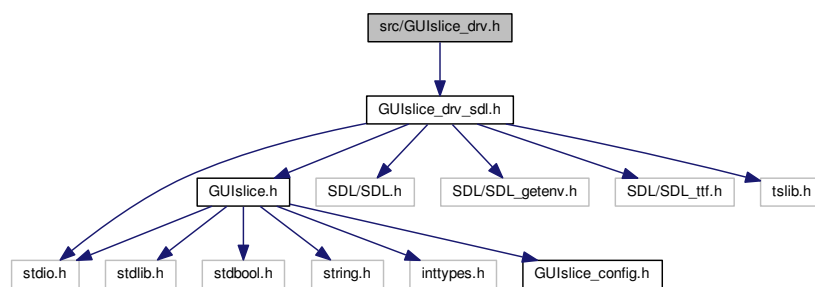 src/GUIslice_drv.h
GUIslice_drv_sdl.h
GUIslice.h
SDL/SDL.h
SDL/SDL_getenv.h
SDL/SDL_ttf.h
tslib.h
stdio.h
stdlib.h
stdbool.h
string.h
inttypes.h
GUIslice_config.h